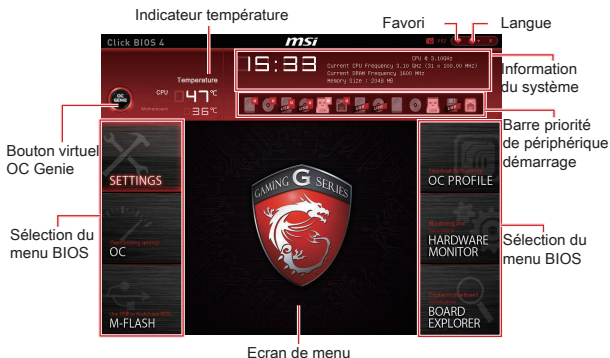 Indicateur température
Favori
Langue
Click BIOS 4
msi
15:33
CPU @ 3.10GHz
Current CPU Frequency 3.10 GHz (31 x 100.00 MHz)
Current DRAM Frequency 1600 MHz
Memory Size : 2048 MB
Information
du système
Temperature
OC
GENIE
CPU
47°C
Motherboard
36°C
Barre priorité
de périphérique
démarrage
Bouton virtuel
OC Genie
SETTINGS
OC
M-FLASH
Sélection du
menu BIOS
GAMING G SERIES
OC PROFILE
HARDWARE
MONITOR
BOARD
EXPLORER
Sélection du
menu BIOS
Ecran de menu